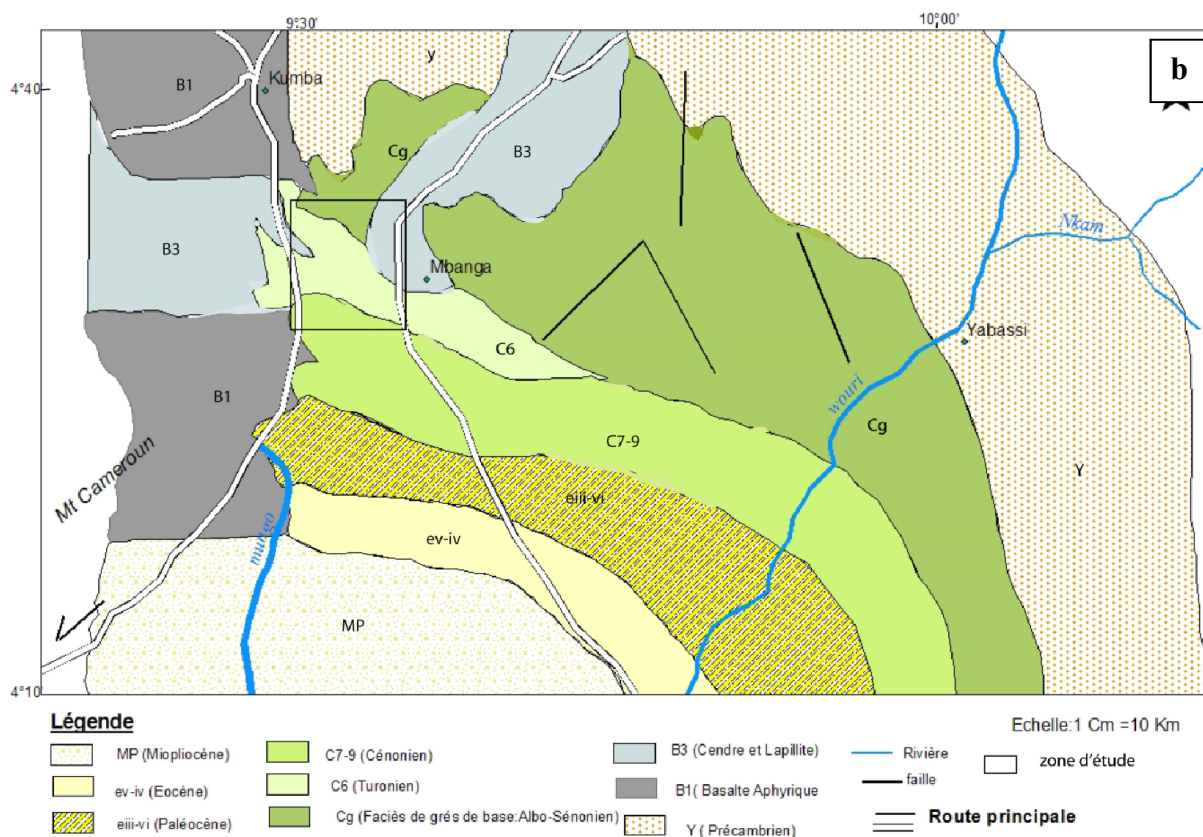 9°30'
10°00'
b
4°40
B1
Kumba
y
Cg
B3
Nkam
B3
Mbanga
Yabassi
C6
wouri
B1
Cg
C7-9
Y
Mt Cameroun
eiii-vi
mungo
ev-iv
MP
4°10
Légende
Echelle:1 Cm =10 Km
MP (Miopliocène)
C7-9 (Cénonien)
B3 (Cendre et Lapillite)
Rivière
zone d'étude
ev-iv (Eocène)
C6 (Turonien)
B1( Basalte Aphyrique
faille
eiii-vi (Paléocène)
Cg (Faciès de grés de base:Albo-Sénonien)
Y ( Précambrien)
Route principale